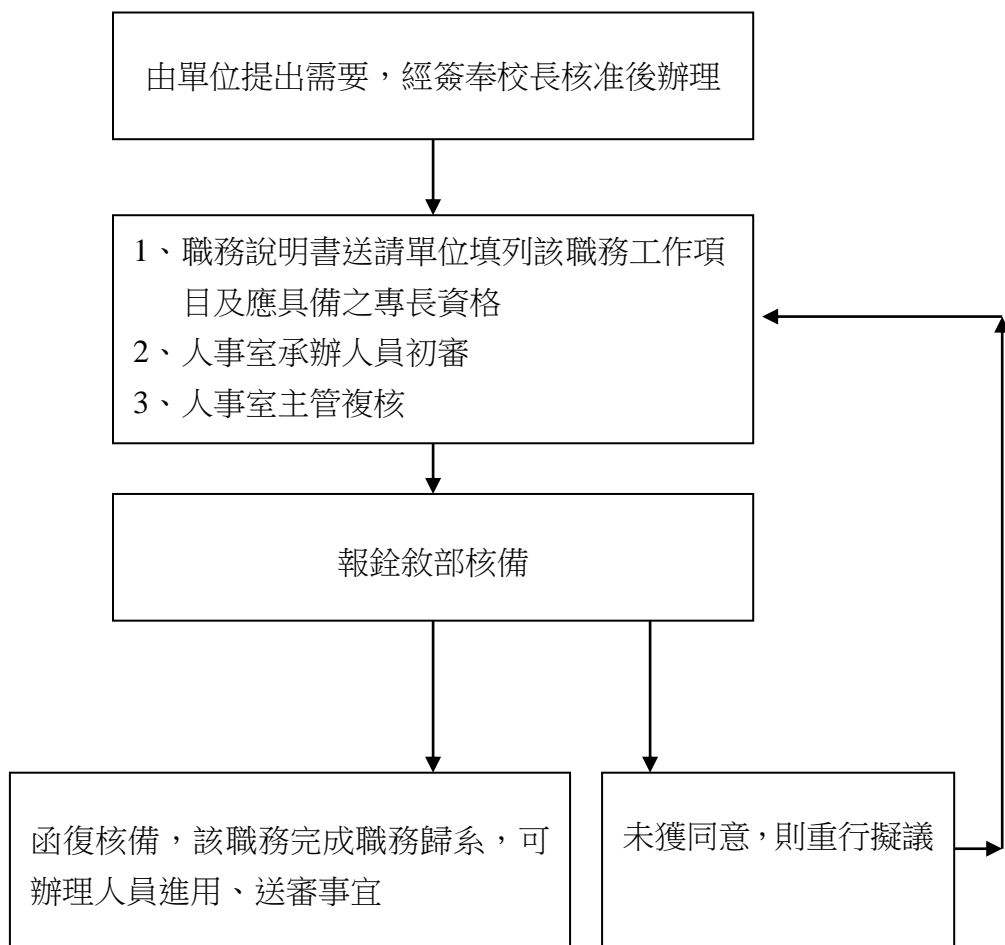 由單位提出需要，經簽奉校長核准後辦理
1、職務說明書送請單位填列該職務工作項
目及應具備之專長資格
2、人事室承辦人員初審
3、人事室主管複核
報銓敘部核備
函復核備，該職務完成職務歸系，可
辦理人員進用、送審事宜
未獲同意，則重行擬議